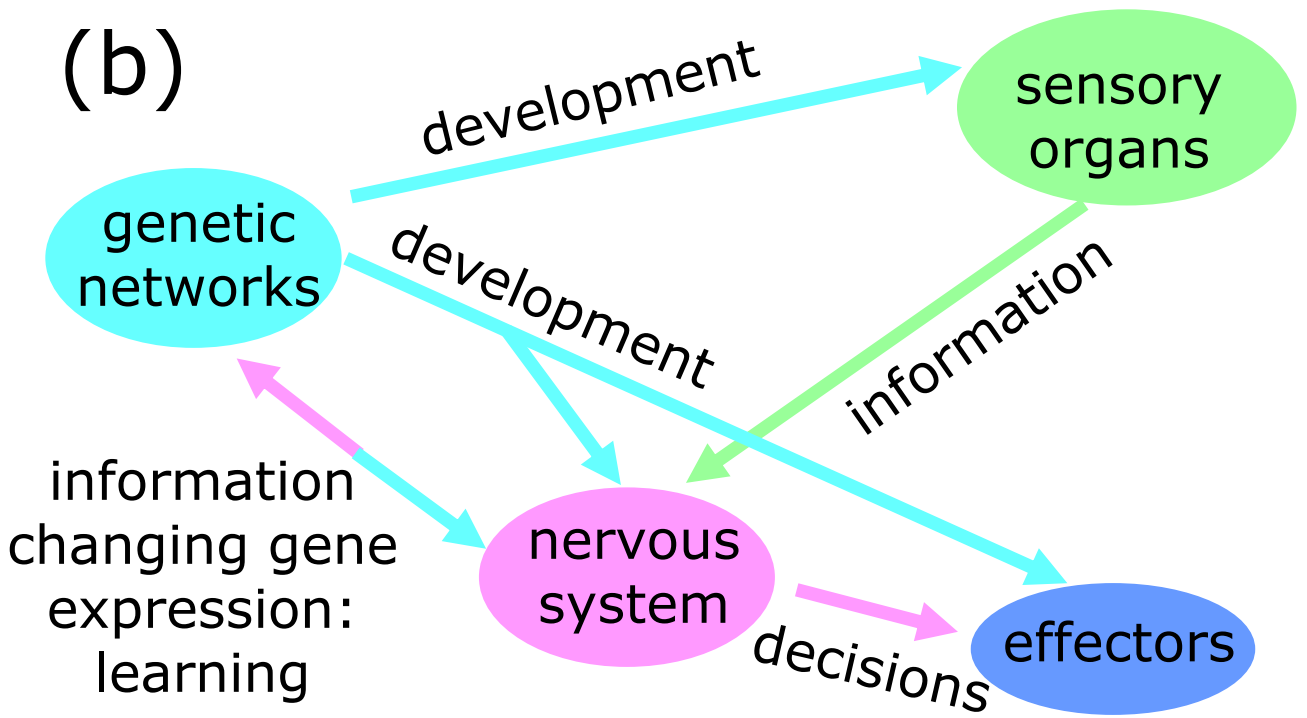 (b)
development
sensory
organs
genetic
networks
development
information
information
changing gene
expression:
learning
nervous
system
decisions
effectors